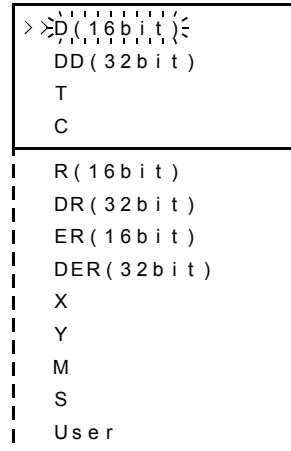 >>D(16bit)
DD(32bit)
T
C
R(16bit)
DR(32bit)
ER(16bit)
DER(32bit)
X
Y
M
S
User